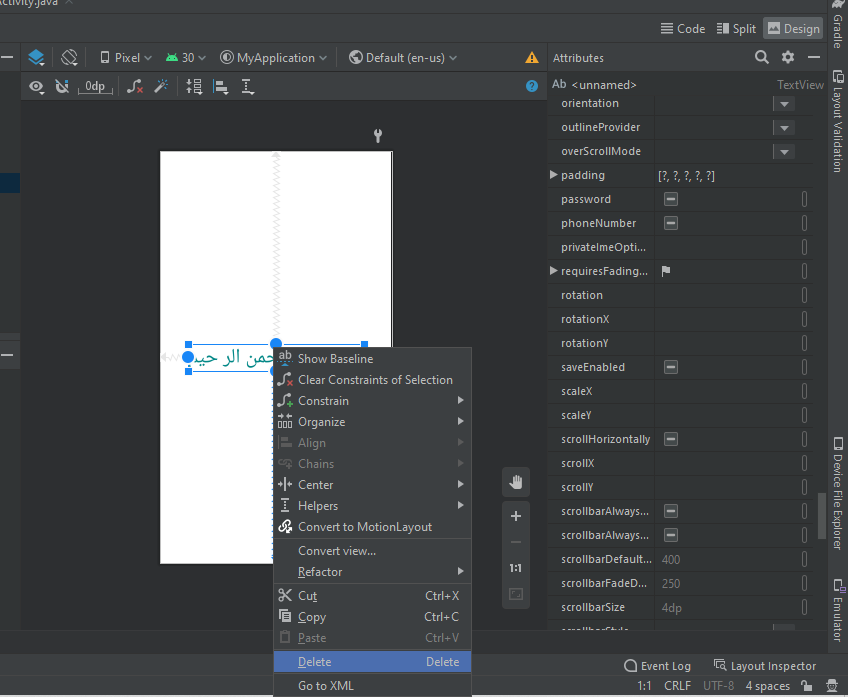 Activity.java
Code
Split
Design
Gradle
Pixel
30
MyApplication
Default (en-us)
Attributes
0dp
Ab <unnamed>
TextView
Layout Validation
orientation
outlineProvider
overScrollMode
padding
[?, ?, ?, ?, ?]
password
phoneNumber
privateImeOpti...
requiresFading...
rotation
rotationX
rotationY
saveEnabled
scaleX
scaleY
scrollHorizontally
scrollX
scrollY
scrollbarAlways...
scrollbarAlways...
scrollbarDefault...
400
scrollbarFadeD...
250
scrollbarSize
4dp
scrollbarStyle
حمن الر حيم
ab Show Baseline
Clear Constraints of Selection
Constrain
Organize
Align
Chains
Center
Helpers
Convert to MotionLayout
Convert view...
Refactor
Cut Ctrl+X
Copy Ctrl+C
Paste Ctrl+V
Delete Delete
Go to XML
1:1
Device File Explorer
Emulator
Event Log
Layout Inspector
1:1 CRLF UTF-8 4 spaces